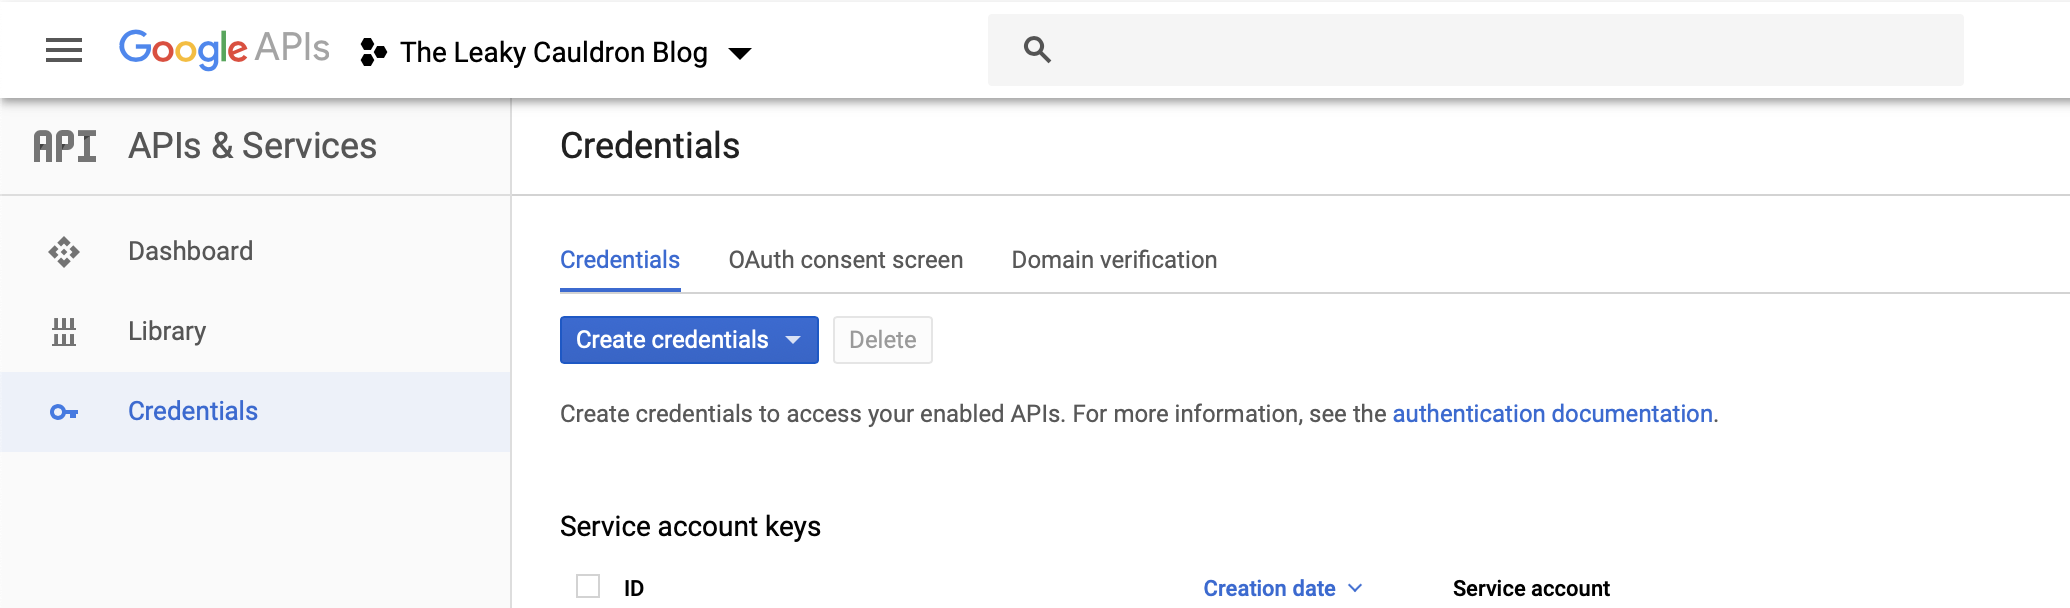 Google APIs The Leaky Cauldron Blog
API APIs & Services
Credentials
Dashboard
Library
Credentials
Credentials OAuth consent screen Domain verification
Create credentials Delete
Create credentials to access your enabled APIs. For more information, see the authentication documentation.
Service account keys
ID Creation date Service account